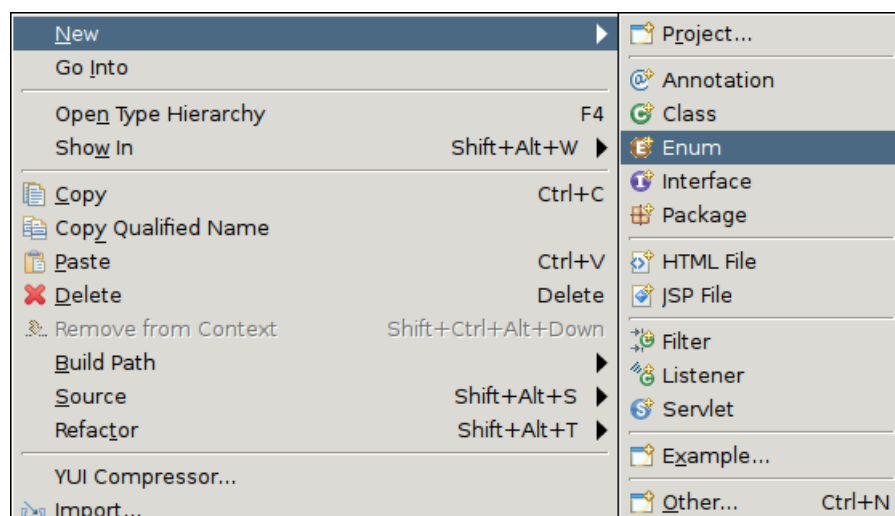 New
Go Into
Open Type Hierarchy F4
Show In Shift+Alt+W
Copy Ctrl+C
Copy Qualified Name
Paste Ctrl+V
Delete Delete
Remove from Context Shift+Ctrl+Alt+Down
Build Path
Source Shift+Alt+S
Refactor Shift+Alt+T
YUI Compressor...
Import...
Project...
Annotation
Class
Enum
Interface
Package
HTML File
JSP File
Filter
Listener
Servlet
Example...
Other... Ctrl+N